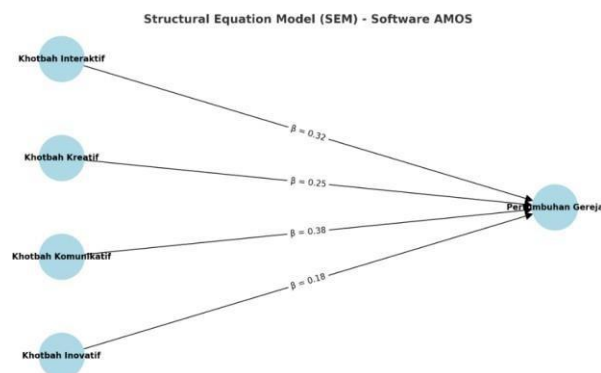 Structural Equation Model (SEM) - Software AMOS
Khotbah Interaktif
β = 0.32
Khotbah Kreatif
β = 0.25
Pertumbuhan Gereja
Khotbah Komunikatif
β = 0.38
β = 0.18
Khotbah Inovatif